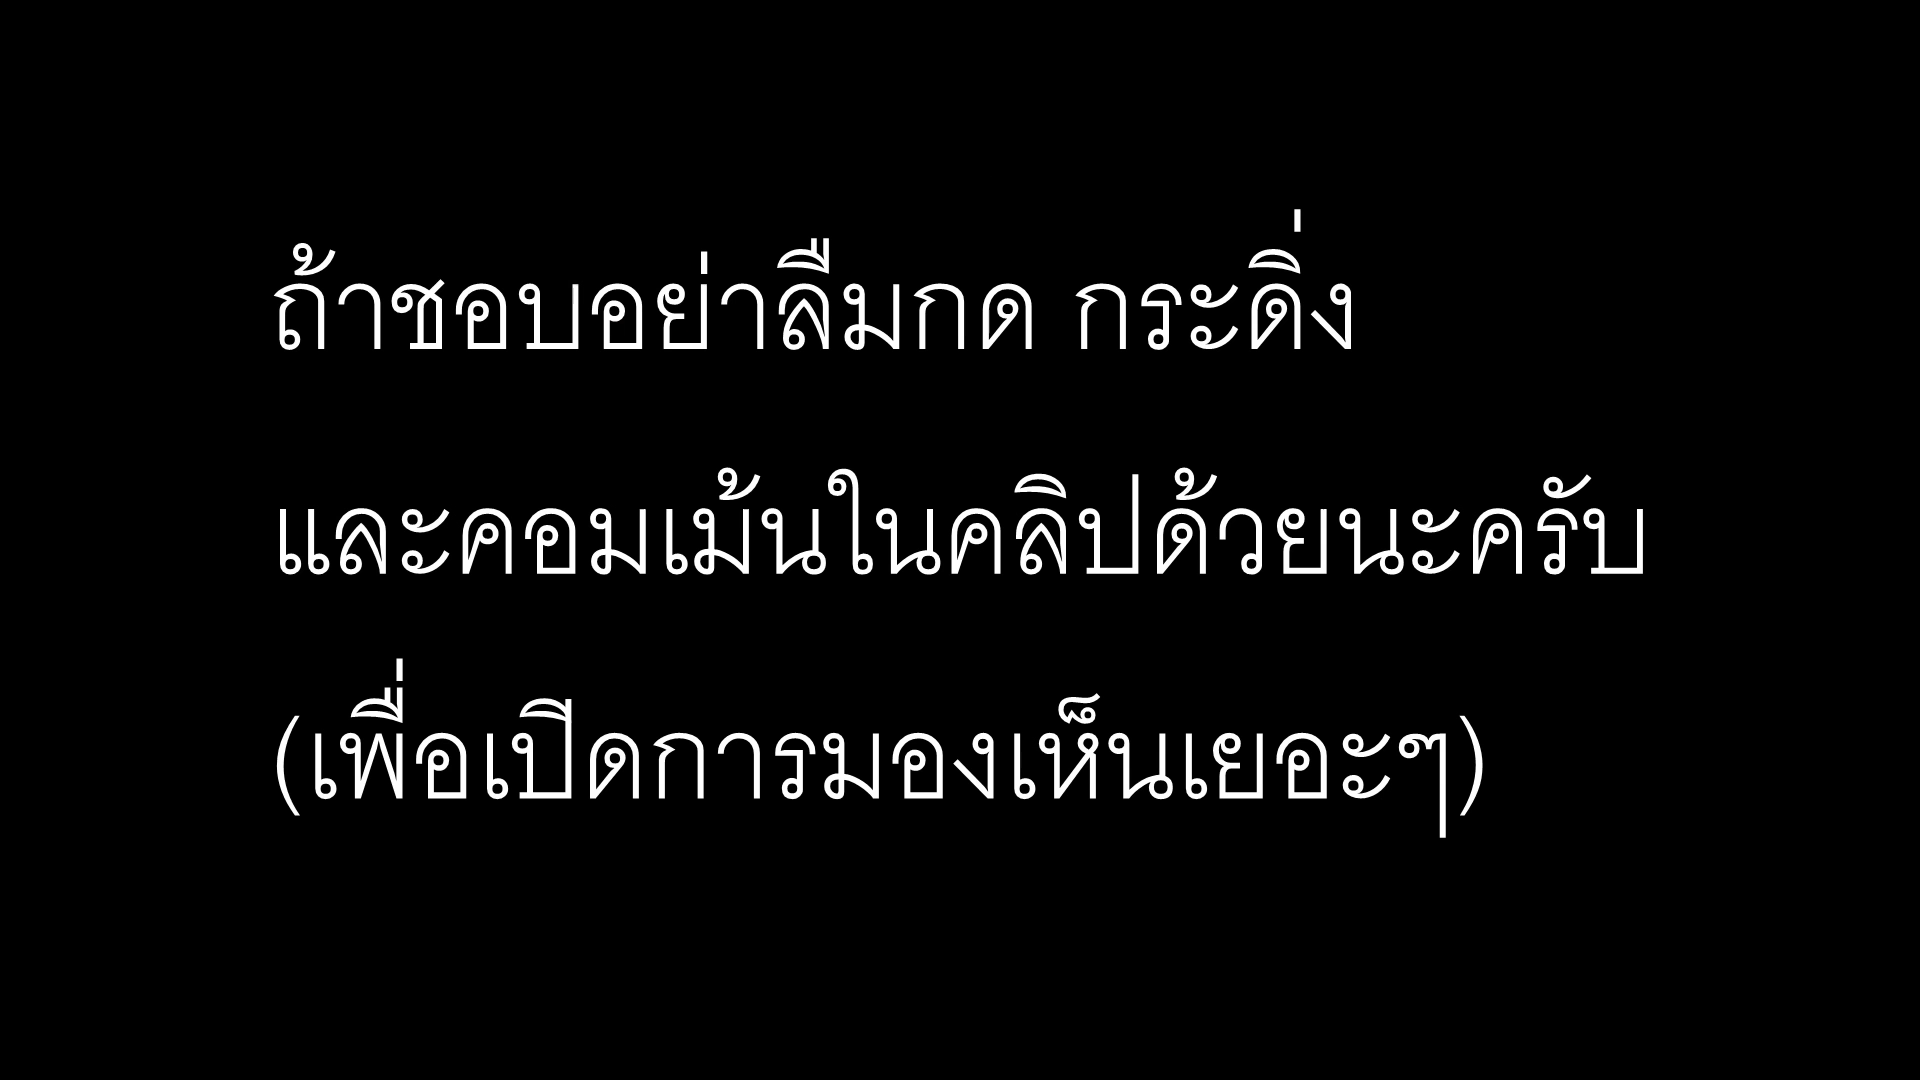 ถ้าชอบอย่าลืมกด กระดิ่ง
และคอมเม้นในคลิปด้วยนะครับ
(เพื่อเปิดการมองเห็นเยอะๆ)